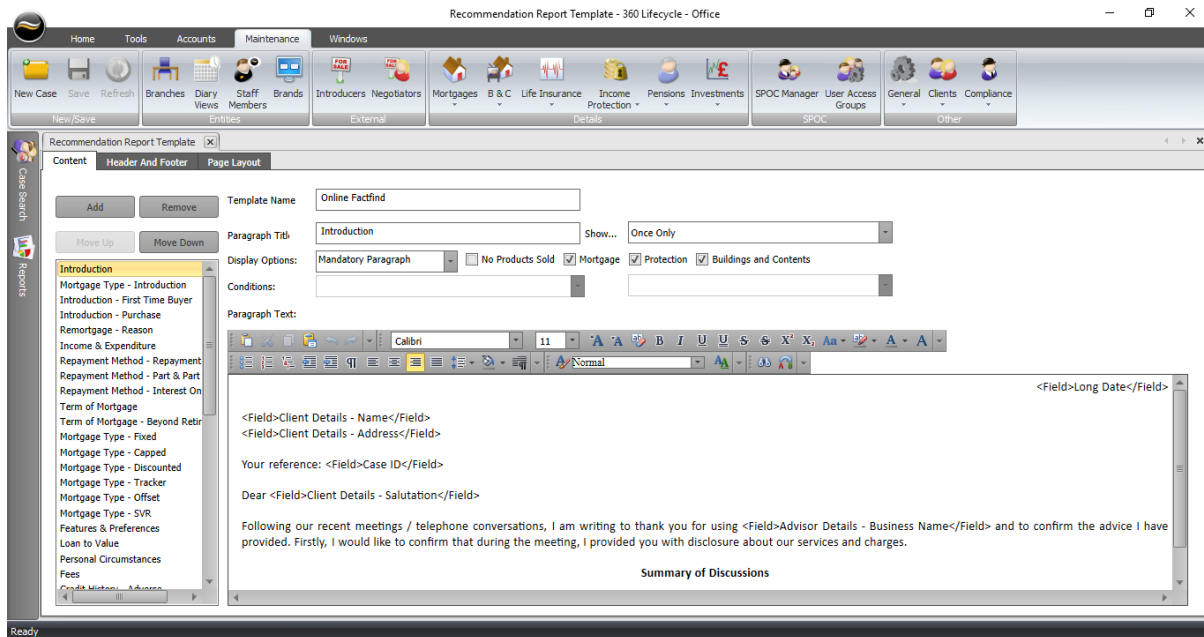 Recommendation Report Template - 360 Lifecycle - Office
Home Tools Accounts Maintenance Windows
New Case Save Refresh Branches Diary Views Staff Members Brands Introducers Negotiators Mortgages B & C Life Insurance Income Protection Pensions Investments SPOC Manager User Access Groups General Clients Compliance
New/Save Entities External Details SPOC Other
Case Search
Reports
Recommendation Report Template
Content Header And Footer Page Layout
Add Remove
Move Up Move Down
Template Name Online Factfind
Paragraph Title Introduction Show... Once Only
Display Options: Mandatory Paragraph No Products Sold Mortgage Protection Buildings and Contents
Conditions:
Paragraph Text:
Introduction
Mortgage Type - Introduction
Introduction - First Time Buyer
Introduction - Purchase
Remortgage - Reason
Income & Expenditure
Repayment Method - Repayment
Repayment Method - Part & Part
Repayment Method - Interest On
Term of Mortgage
Term of Mortgage - Beyond Retir
Mortgage Type - Fixed
Mortgage Type - Capped
Mortgage Type - Discounted
Mortgage Type - Tracker
Mortgage Type - Offset
Mortgage Type - SVR
Features & Preferences
Loan to Value
Personal Circumstances
Fees
Credit History - Adverse
Calibri 11 B I U U S S X² X₂ Aa A A
Normal
<Field>Long Date</Field>
<Field>Client Details - Name</Field>
<Field>Client Details - Address</Field>
Your reference: <Field>Case ID</Field>
Dear <Field>Client Details - Salutation</Field>
Following our recent meetings / telephone conversations, I am writing to thank you for using <Field>Advisor Details - Business Name</Field> and to confirm the advice I have
provided. Firstly, I would like to confirm that during the meeting, I provided you with disclosure about our services and charges.
Summary of Discussions
Ready